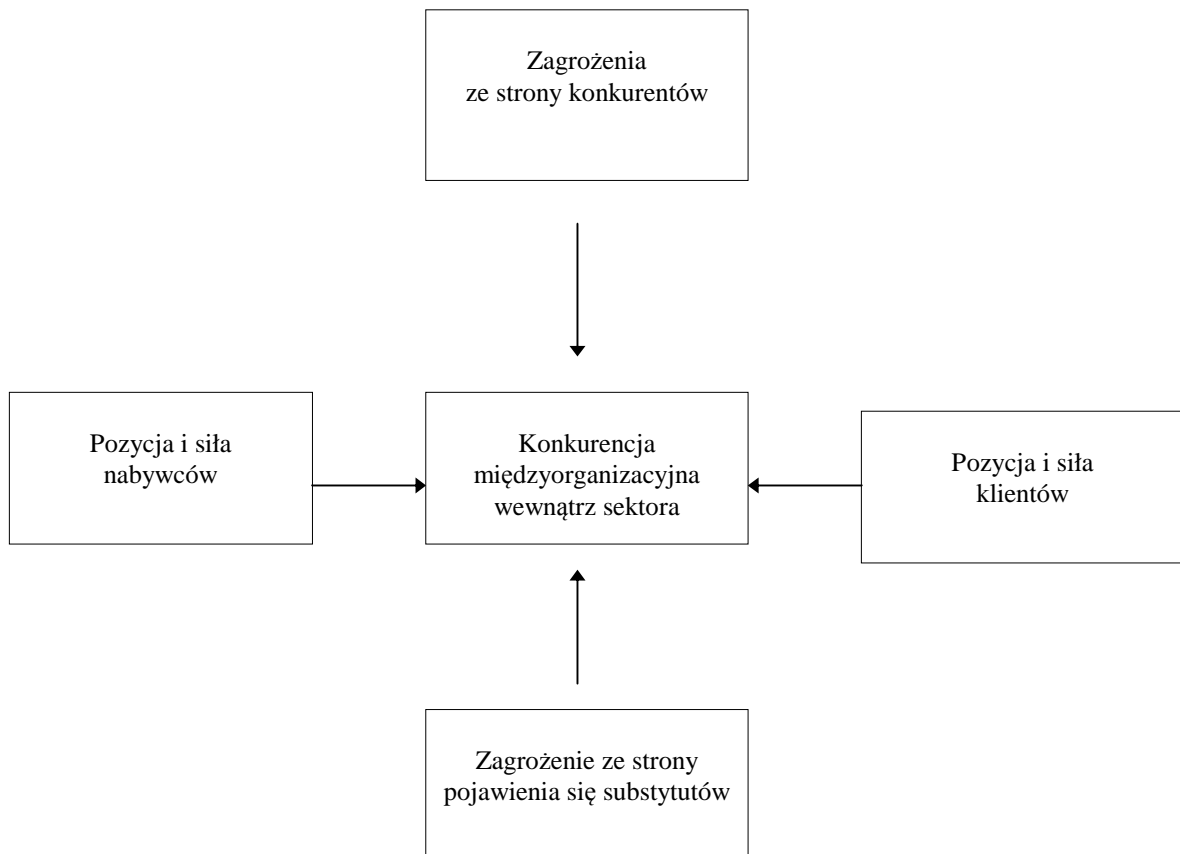 Zagrożenia
ze strony konkurentów
Pozycja i siła
nabywców
Konkurencja
międzyorganizacyjna
wewnątrz sektora
Pozycja i siła
klientów
Zagrożenie ze strony
pojawienia się substytutów